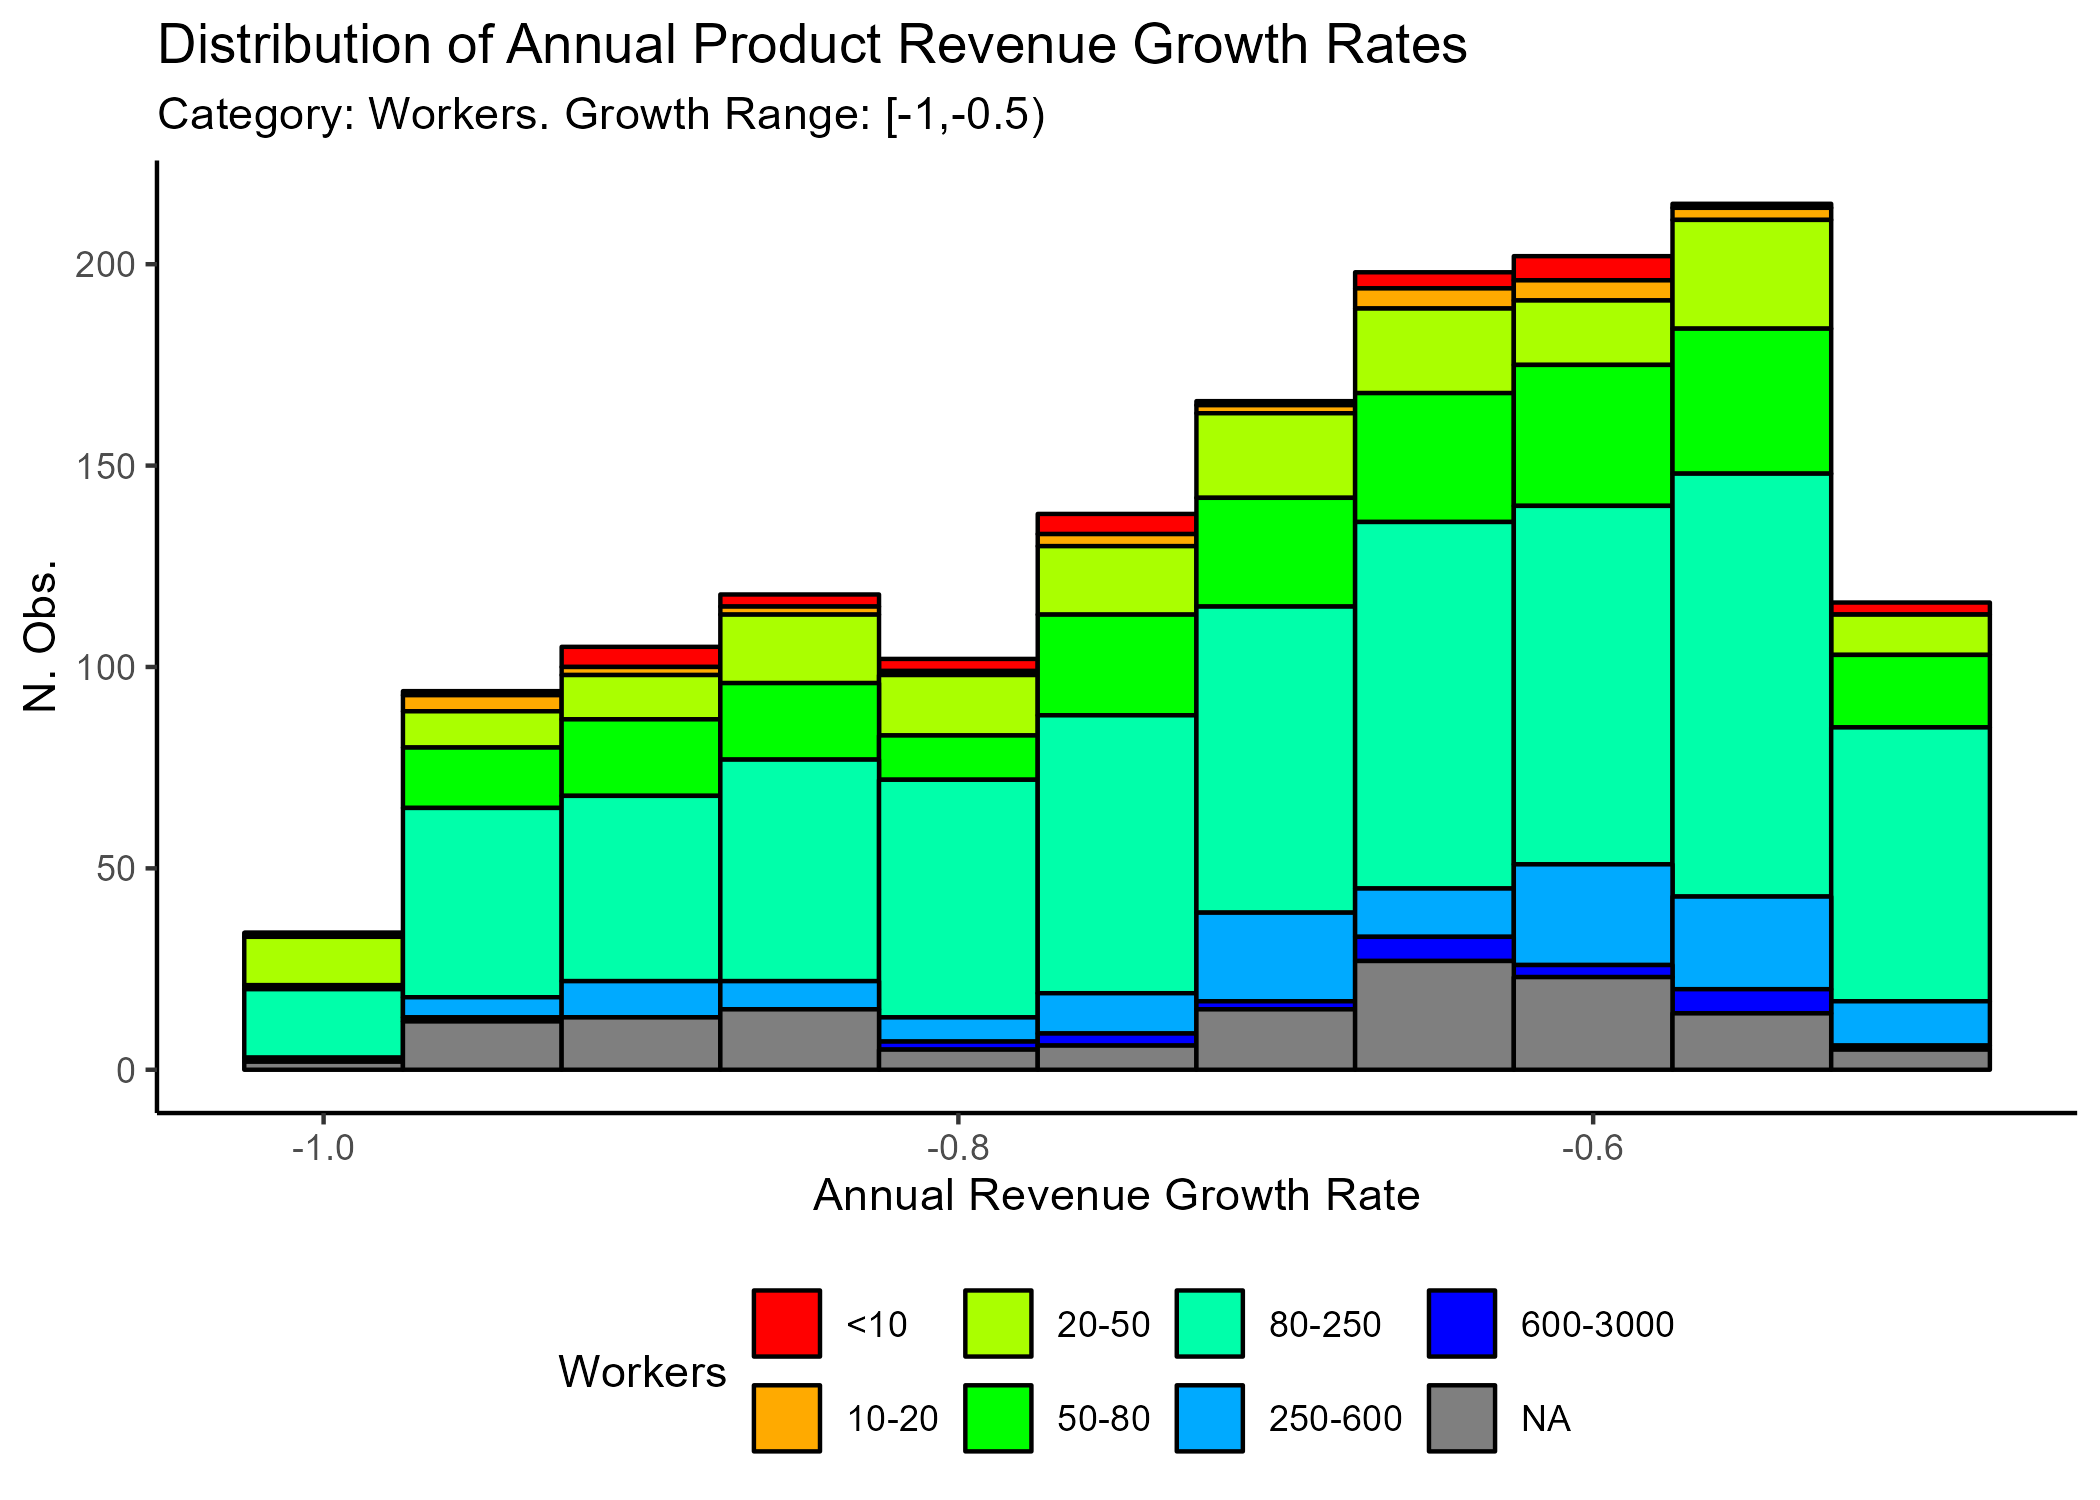 Distribution of Annual Product Revenue Growth Rates
Category: Workers. Growth Range: [-1,-0.5)
N. Obs.
200
150
100
50
0
-1.0 -0.8 -0.6
Annual Revenue Growth Rate
Workers
<10 20-50 80-250 600-3000
10-20 50-80 250-600 NA